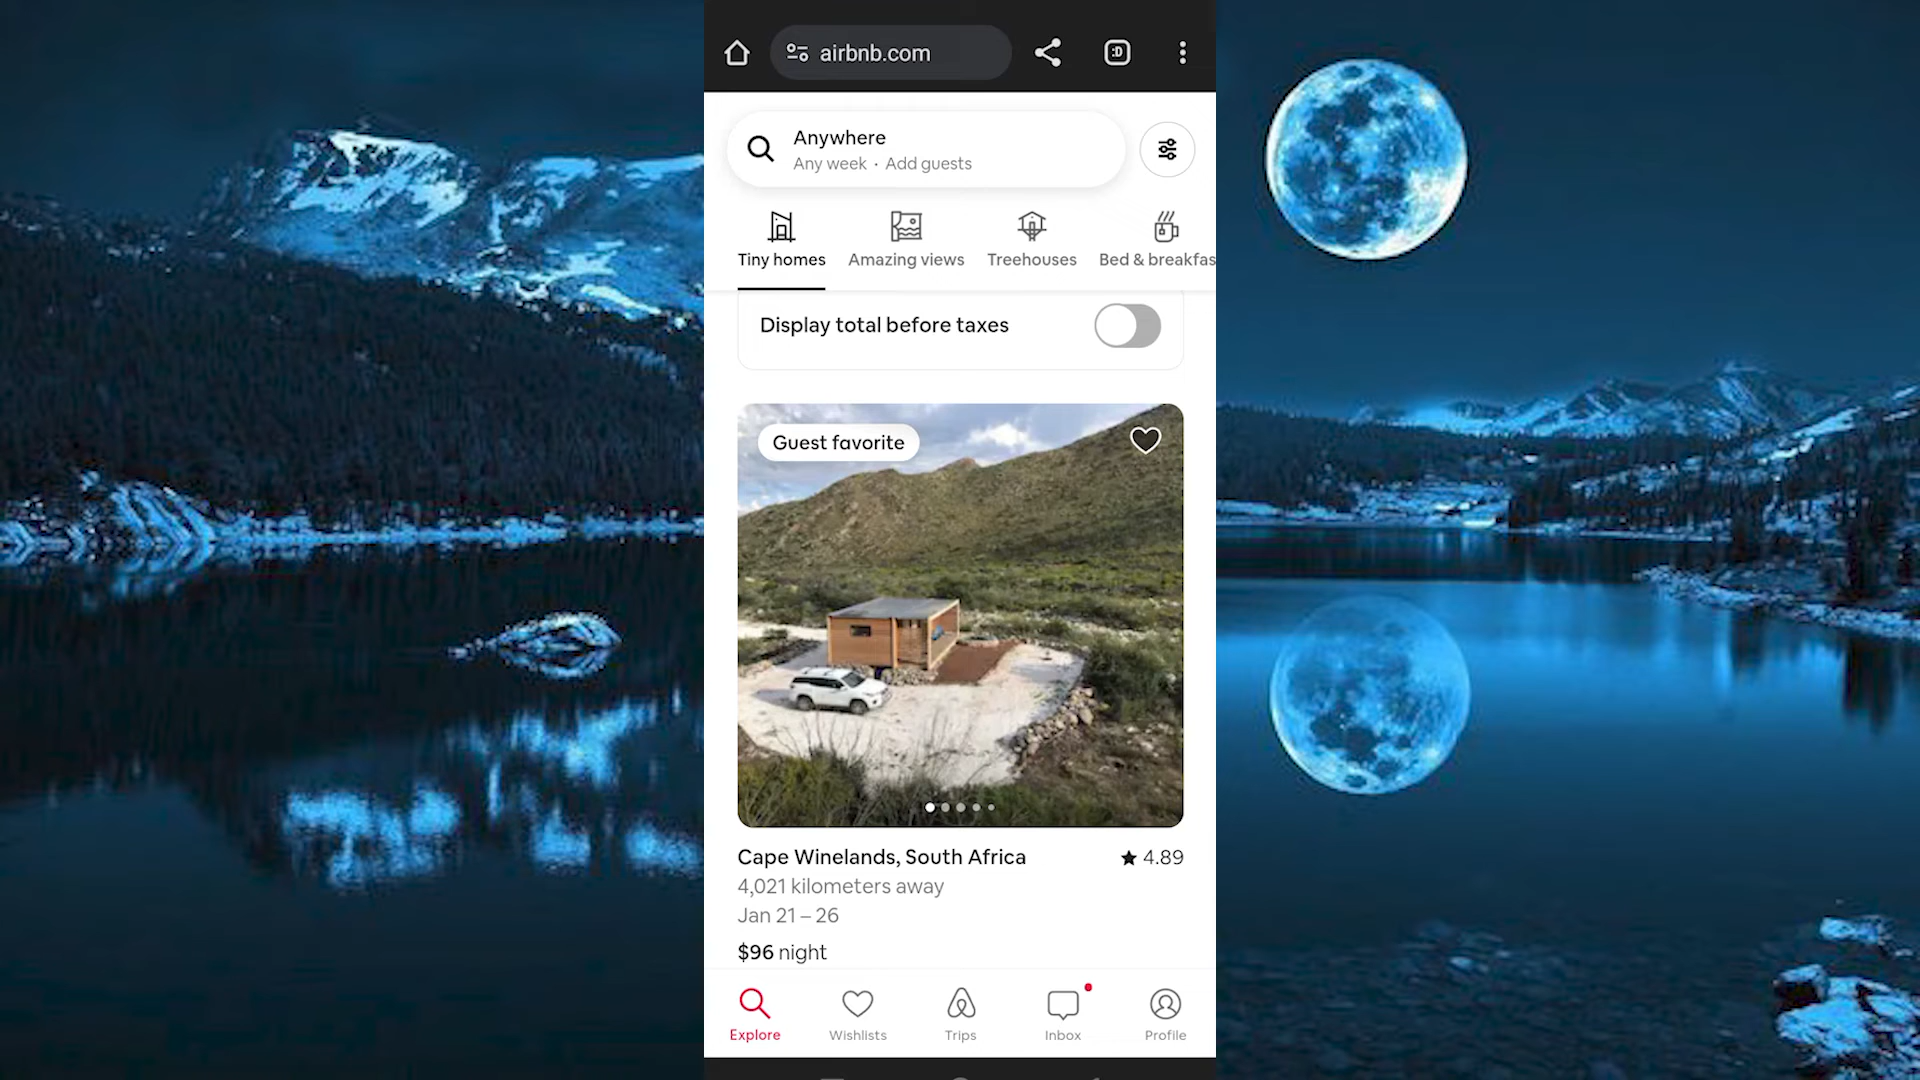 airbnb.com
:D
Anywhere
Any week · Add guests
Tiny homes
Amazing views
Treehouses
Bed & breakfas
Display total before taxes
Guest favorite
Cape Winelands, South Africa
★ 4.89
4,021 kilometers away
Jan 21 – 26
$96 night
Explore
Wishlists
Trips
Inbox
Profile